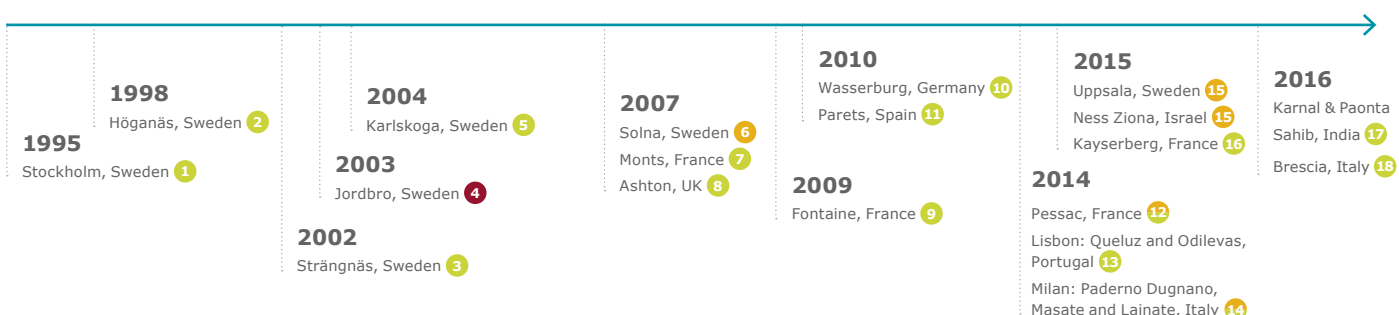 1995
Stockholm, Sweden 1
1998
Höganäs, Sweden 2
2002
Strängnäs, Sweden 3
2003
Jordbro, Sweden 4
2004
Karlskoga, Sweden 5
2007
Solna, Sweden 6
Monts, France 7
Ashton, UK 8
2009
Fontaine, France 9
2010
Wasserburg, Germany 10
Parets, Spain 11
2014
Pessac, France 12
Lisbon: Queluz and Odilevas,
Portugal 13
Milan: Paderno Dugnano,
Masate and Lainate, Italy 14
2015
Uppsala, Sweden 15
Ness Ziona, Israel 15
Kayserberg, France 16
2016
Karnal & Paonta
Sahib, India 17
Brescia, Italy 18